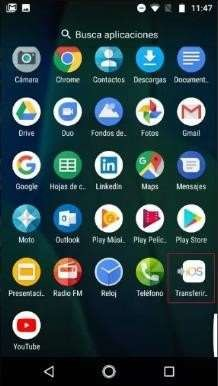 11:47
Busca aplicaciones
Cámara Chrome Contactos Descargas Document..
Drive Duo Fondos de.. Fotos Gmail
Google Hojas de c.. LinkedIn Maps Mensajes
Moto Outlook Play Músi.. Play Pelíc.. Play Store
iOS
Presentaci.. Radio FM Reloj Teléfono Transferir..
YouTube